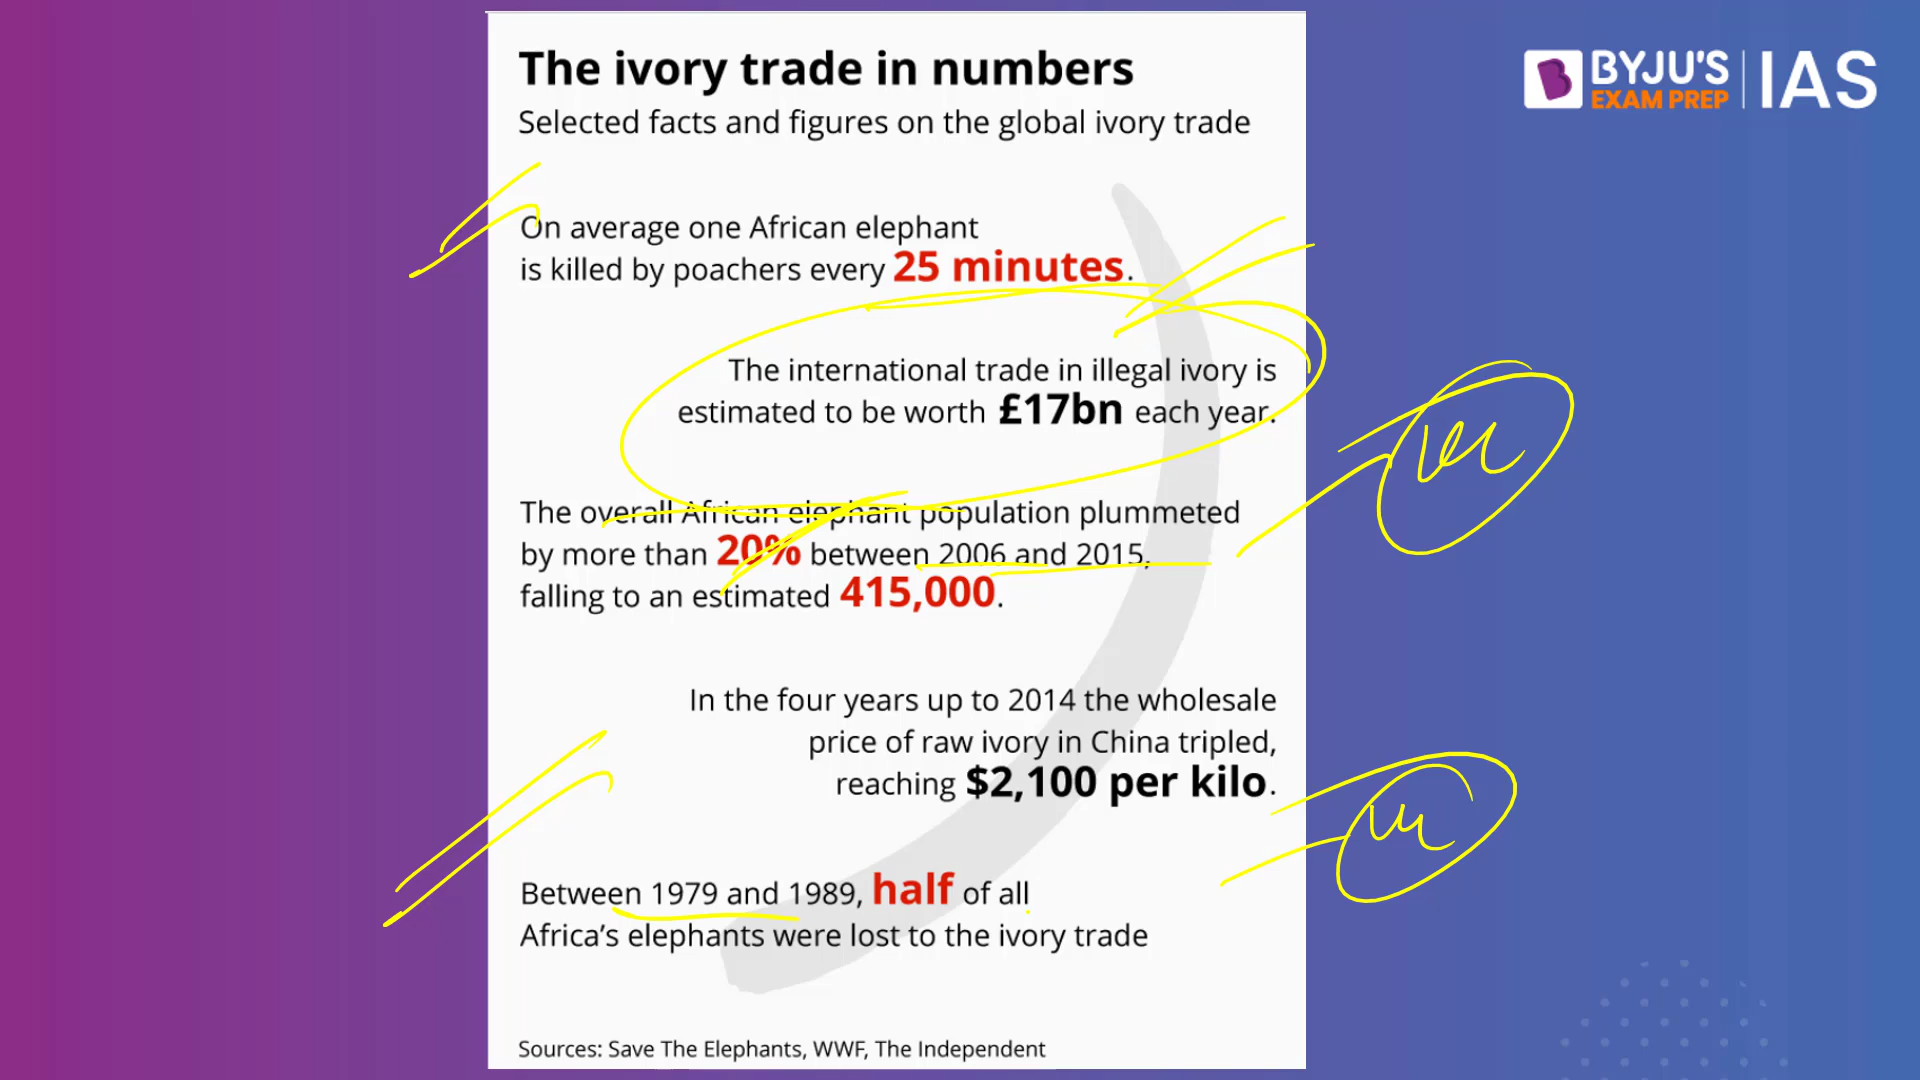 The ivory trade in numbers
Selected facts and figures on the global ivory trade
BYJU'S
EXAM PREP
IAS
On average one African elephant
is killed by poachers every 25 minutes.
The international trade in illegal ivory is
estimated to be worth £17bn each year.
The overall African elephant population plummeted
by more than 20% between 2006 and 2015,
falling to an estimated 415,000.
In the four years up to 2014 the wholesale
price of raw ivory in China tripled,
reaching $2,100 per kilo.
Between 1979 and 1989, half of all
Africa’s elephants were lost to the ivory trade
Sources: Save The Elephants, WWF, The Independent